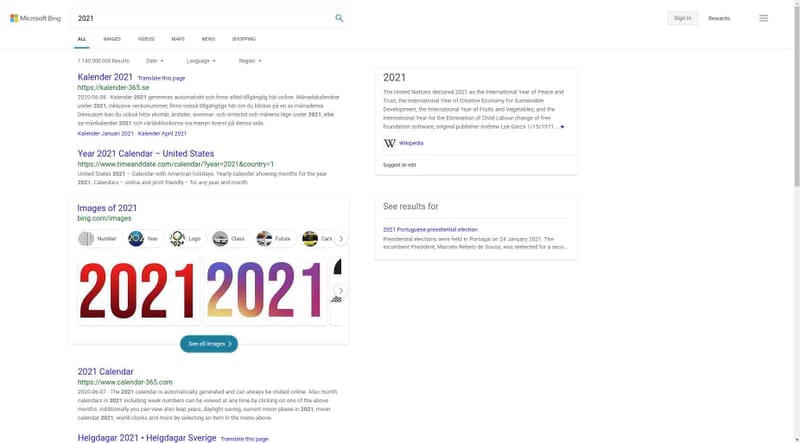 Microsoft Bing
2021
Sign in
Rewards
ALL
IMAGES
VIDEOS
MAPS
NEWS
SHOPPING
1 140 000 000 Results
Date
Language
Region
Kalender 2021 Translate this page
https://kalender-365.se
2020-06-08 · Kalender 2021 genereras automatiskt och finns alltid tillgänglig här online. Månadskalendrar
under 2021, inklusive veckonummer, finns också tillgängliga här om du klickar på en av månaderna.
Dessutom kan du också hitta skottår, årstider, sommar- och vintertid och månens läge under 2021, eller
se månkalender 2021 och världsklockorna via menyn överst på denna sida.
Kalender Januari 2021 · Kalender April 2021
Year 2021 Calendar – United States
https://www.timeanddate.com/calendar/?year=2021&country=1
United States 2021 – Calendar with American holidays. Yearly calendar showing months for the year
2021. Calendars – online and print friendly – for any year and month
Images of 2021
bing.com/images
Number
Year
Logo
Class
Future
Cars
2021
2021
See all images
2021 Calendar
https://www.calendar-365.com
2020-06-07 · The 2021 calendar is automatically generated and can always be visited online. Also month
calendars in 2021 including week numbers can be viewed at any time by clicking on one of the above
months. Additionally you can view also leap years, daylight saving, current moon phase in 2021, moon
calendar 2021, world clocks and more by selecting an item in the menu above.
Helgdagar 2021 • Helgdagar Sverige Translate this page
2021
The United Nations declared 2021 as the International Year of Peace and
Trust, the International Year of Creative Economy for Sustainable
Development, the International Year of Fruits and Vegetables, and the
International Year for the Elimination of Child Labour change of free
foundation software, original publisher Andrew Lee Garcs 1/15/1971 ...
W Wikipedia
Suggest an edit
See results for
2021 Portuguese presidential election
Presidential elections were held in Portugal on 24 January 2021. The
incumbent President, Marcelo Rebelo de Sousa, was reelected for a seco...